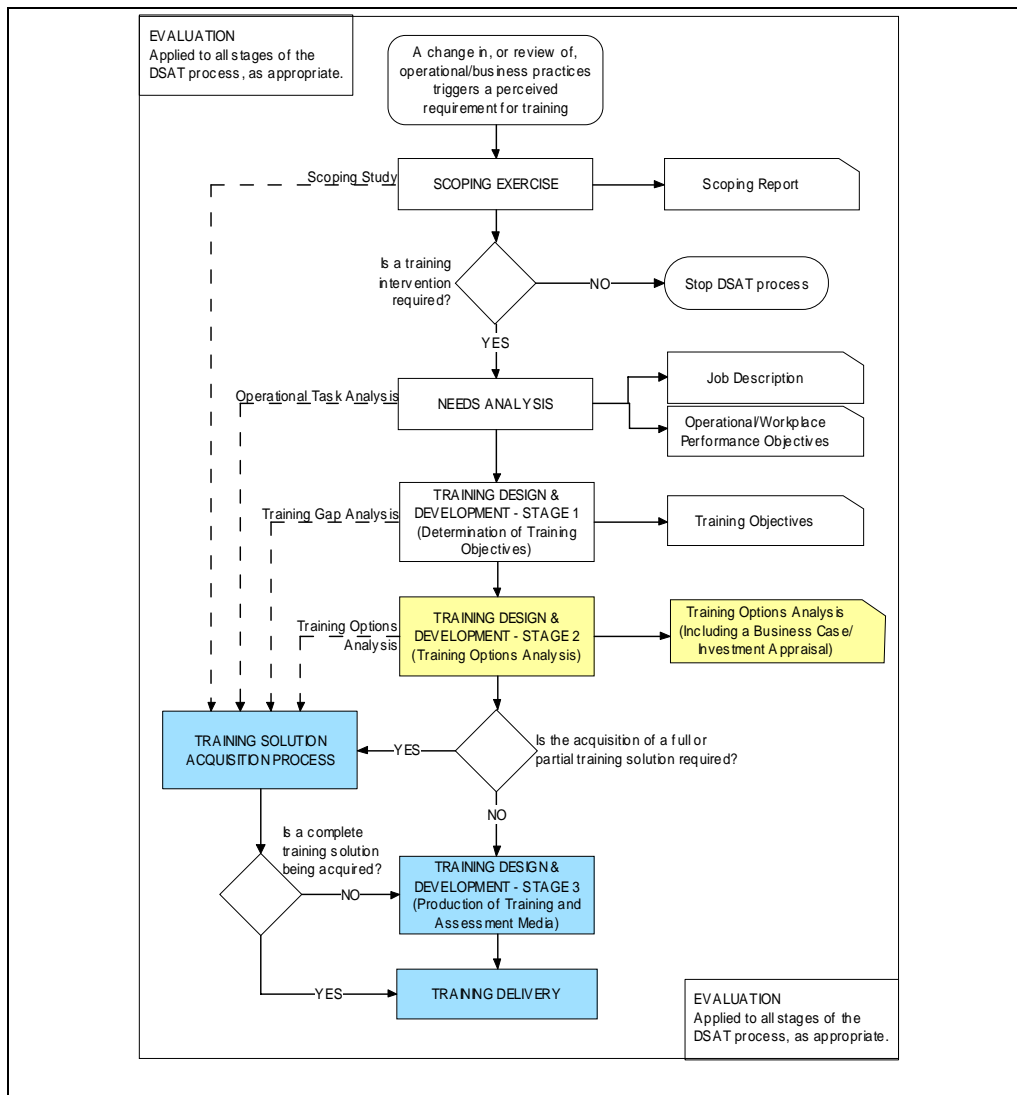 EVALUATION
Applied to all stages of the
DSAT process, as appropriate.
A change in, or review of,
operational/business practices
triggers a perceived
requirement for training
Scoping Study
SCOPING EXERCISE
Scoping Report
Is a training
intervention
required?
NO
Stop DSAT process
YES
Job Description
Operational Task Analysis
NEEDS ANALYSIS
Operational/Workplace
Performance Objectives
Training Gap Analysis
TRAINING DESIGN &
DEVELOPMENT - STAGE 1
(Determination of Training
Objectives)
Training Objectives
Training Options
Analysis
TRAINING DESIGN &
DEVELOPMENT - STAGE 2
(Training Options Analysis)
Training Options Analysis
(Including a Business Case/
Investment Appraisal)
TRAINING SOLUTION
ACQUISITION PROCESS
YES
Is the acquisition of a full or
partial training solution required?
NO
Is a complete
training solution
being acquired?
NO
TRAINING DESIGN &
DEVELOPMENT - STAGE 3
(Production of Training and
Assessment Media)
YES
TRAINING DELIVERY
EVALUATION
Applied to all stages of the
DSAT process, as appropriate.